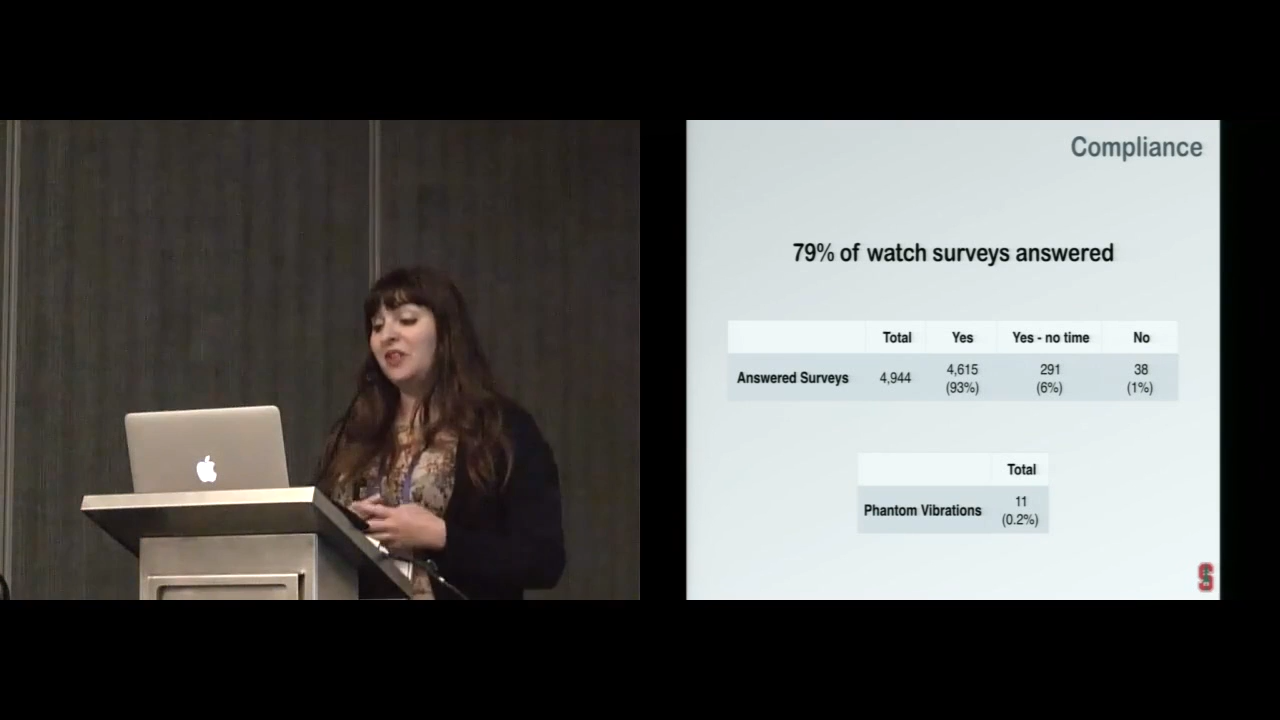 Compliance
79% of watch surveys answered
Total Yes Yes - no time No
Answered Surveys 4,944 4,615 (93%) 291 (6%) 38 (1%)
Total
Phantom Vibrations 11 (0.2%)
S